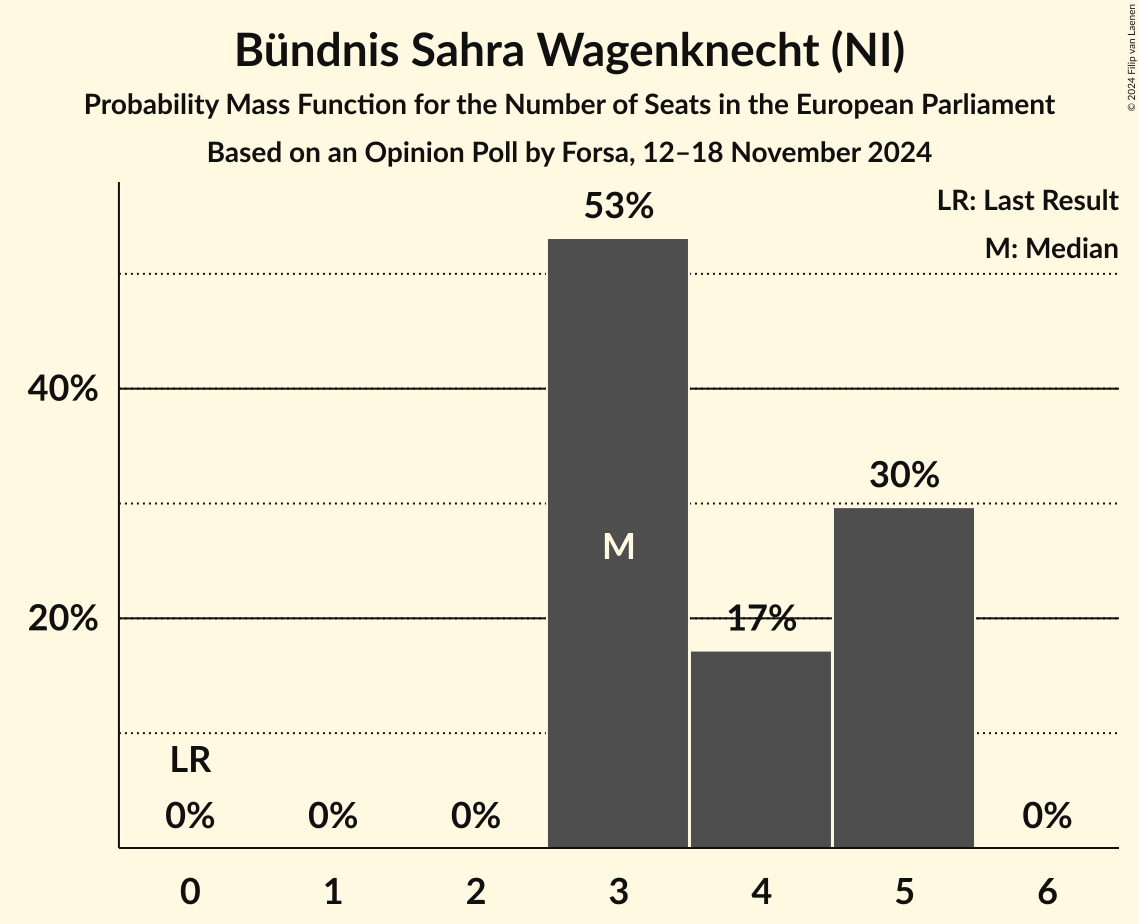 Bündnis Sahra Wagenknecht (NI)
Probability Mass Function for the Number of Seats in the European Parliament
Based on an Opinion Poll by Forsa, 12–18 November 2024
© 2024 Filip van Laenen
LR: Last Result
M: Median
53%
40%
30%
M
20%
17%
LR
0%
0%
0%
0%
0
1
2
3
4
5
6